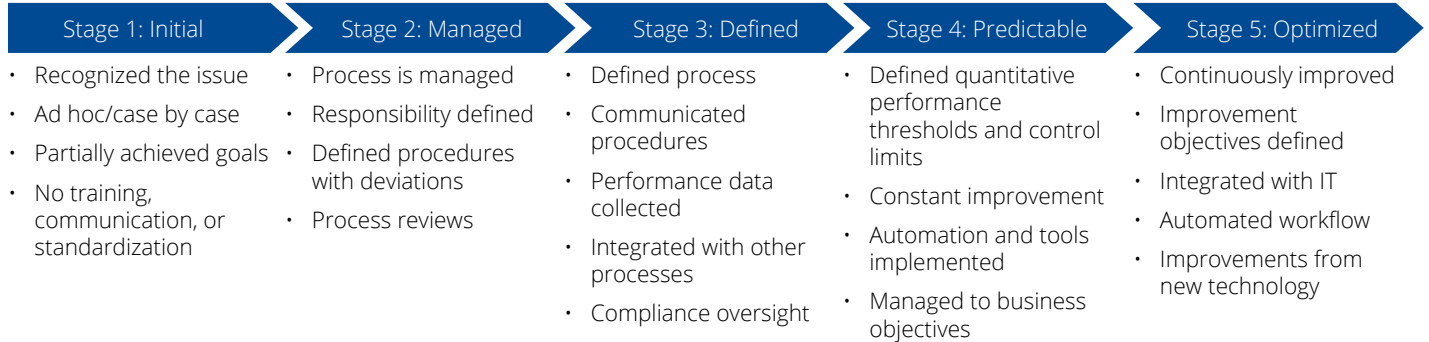 Stage 1: Initial
• Recognized the issue
• Ad hoc/case by case
• Partially achieved goals
• No training,
communication, or
standardization
Stage 2: Managed
• Process is managed
• Responsibility defined
• Defined procedures
with deviations
• Process reviews
Stage 3: Defined
• Defined process
• Communicated
procedures
• Performance data
collected
• Integrated with other
processes
• Compliance oversight
Stage 4: Predictable
• Defined quantitative
performance
thresholds and control
limits
• Constant improvement
• Automation and tools
implemented
• Managed to business
objectives
Stage 5: Optimized
• Continuously improved
• Improvement
objectives defined
• Integrated with IT
• Automated workflow
• Improvements from
new technology